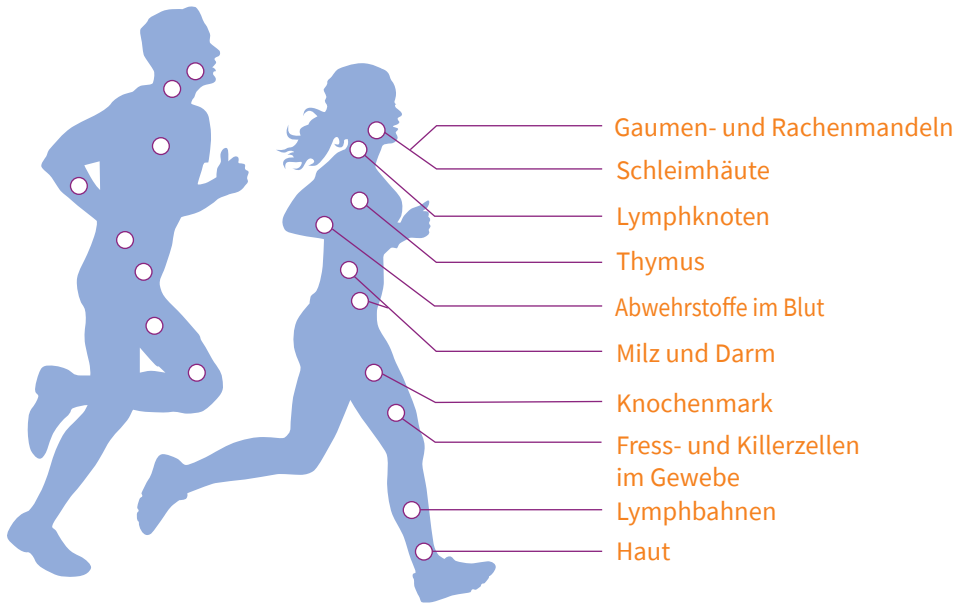 Gaumen- und Rachenmandeln
Schleimhäute
Lymphknoten
Thymus
Abwehrstoffe im Blut
Milz und Darm
Knochenmark
Fress- und Killerzellen
im Gewebe
Lymphbahnen
Haut